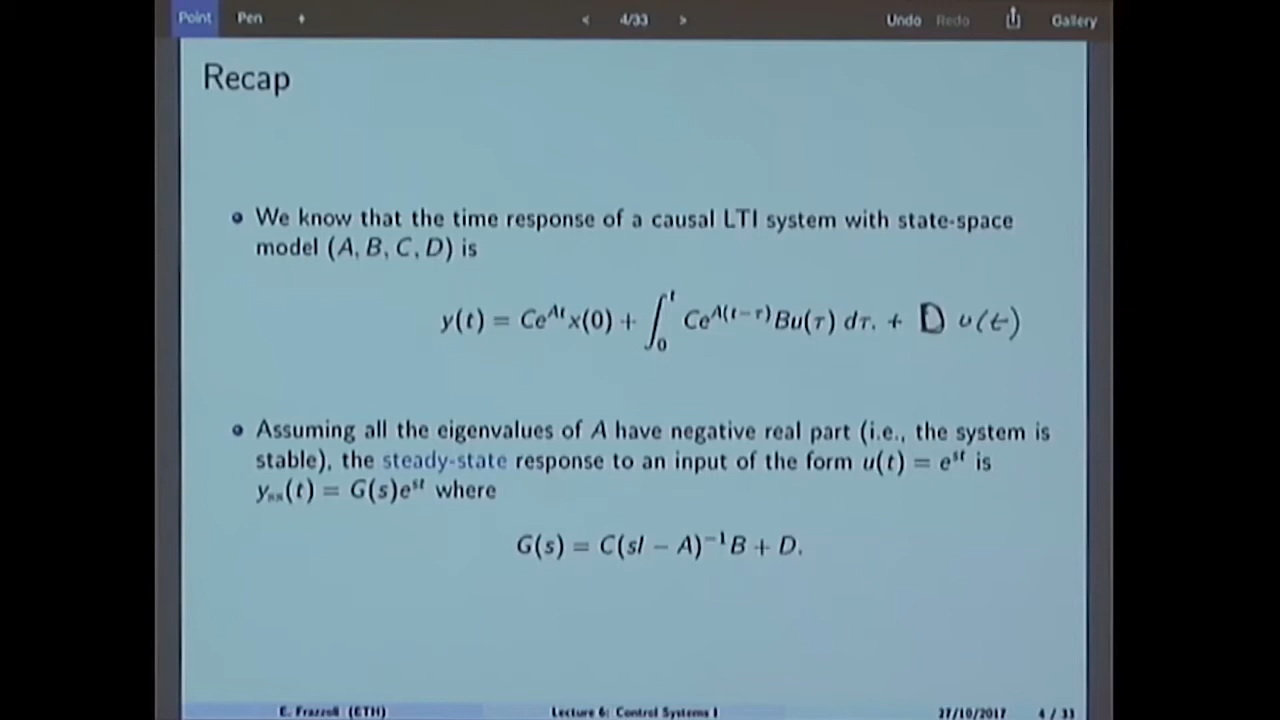 Point Pen < 4/33 > Undo Redo Gallery
Recap
We know that the time response of a causal LTI system with state-space
model (A, B, C, D) is
y(t) = Ce^{At}x(0) + ∫_0^t Ce^{A(t−τ)}Bu(τ) dτ. + D u(t)
Assuming all the eigenvalues of A have negative real part (i.e., the system is
stable), the steady-state response to an input of the form u(t) = e^{st} is
y_{ss}(t) = G(s)e^{st} where
G(s) = C(sI − A)^{−1}B + D.
E. Frazzoli (ETH) Lecture 6: Control Systems I 27/10/2017 4 / 33